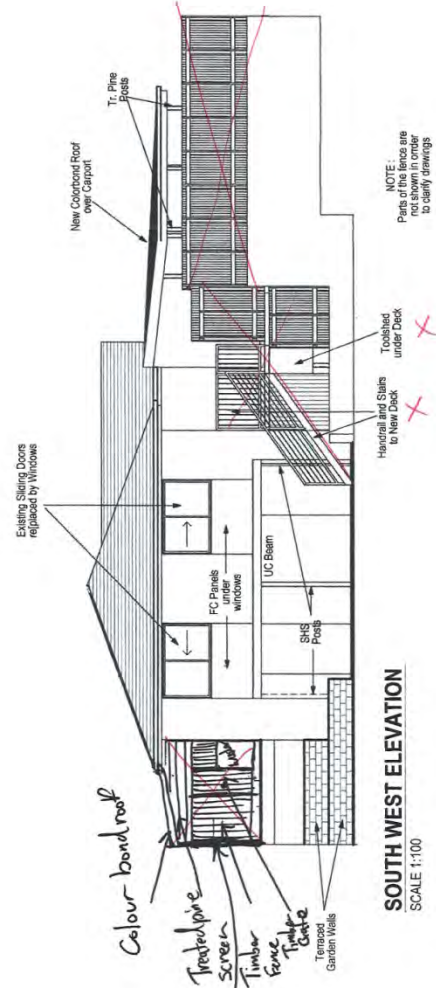 Existing Sliding Doors
re[placed by Windows
New Colorbond Roof
over Carport
Tr. Pine
Posts
FC Panels
under
windows
UC Beam
SHS
Posts
Colour bond roof
Treated pine
screen
Timber
Fence
Timber
Gate
Terraced
Garden Walls
Handrail and Stairs
to New Deck
Toolshed
under Deck
NOTE :
Parts of the fence are
not shown in orrder
to clarify drawings
SOUTH WEST ELEVATION
SCALE 1:100